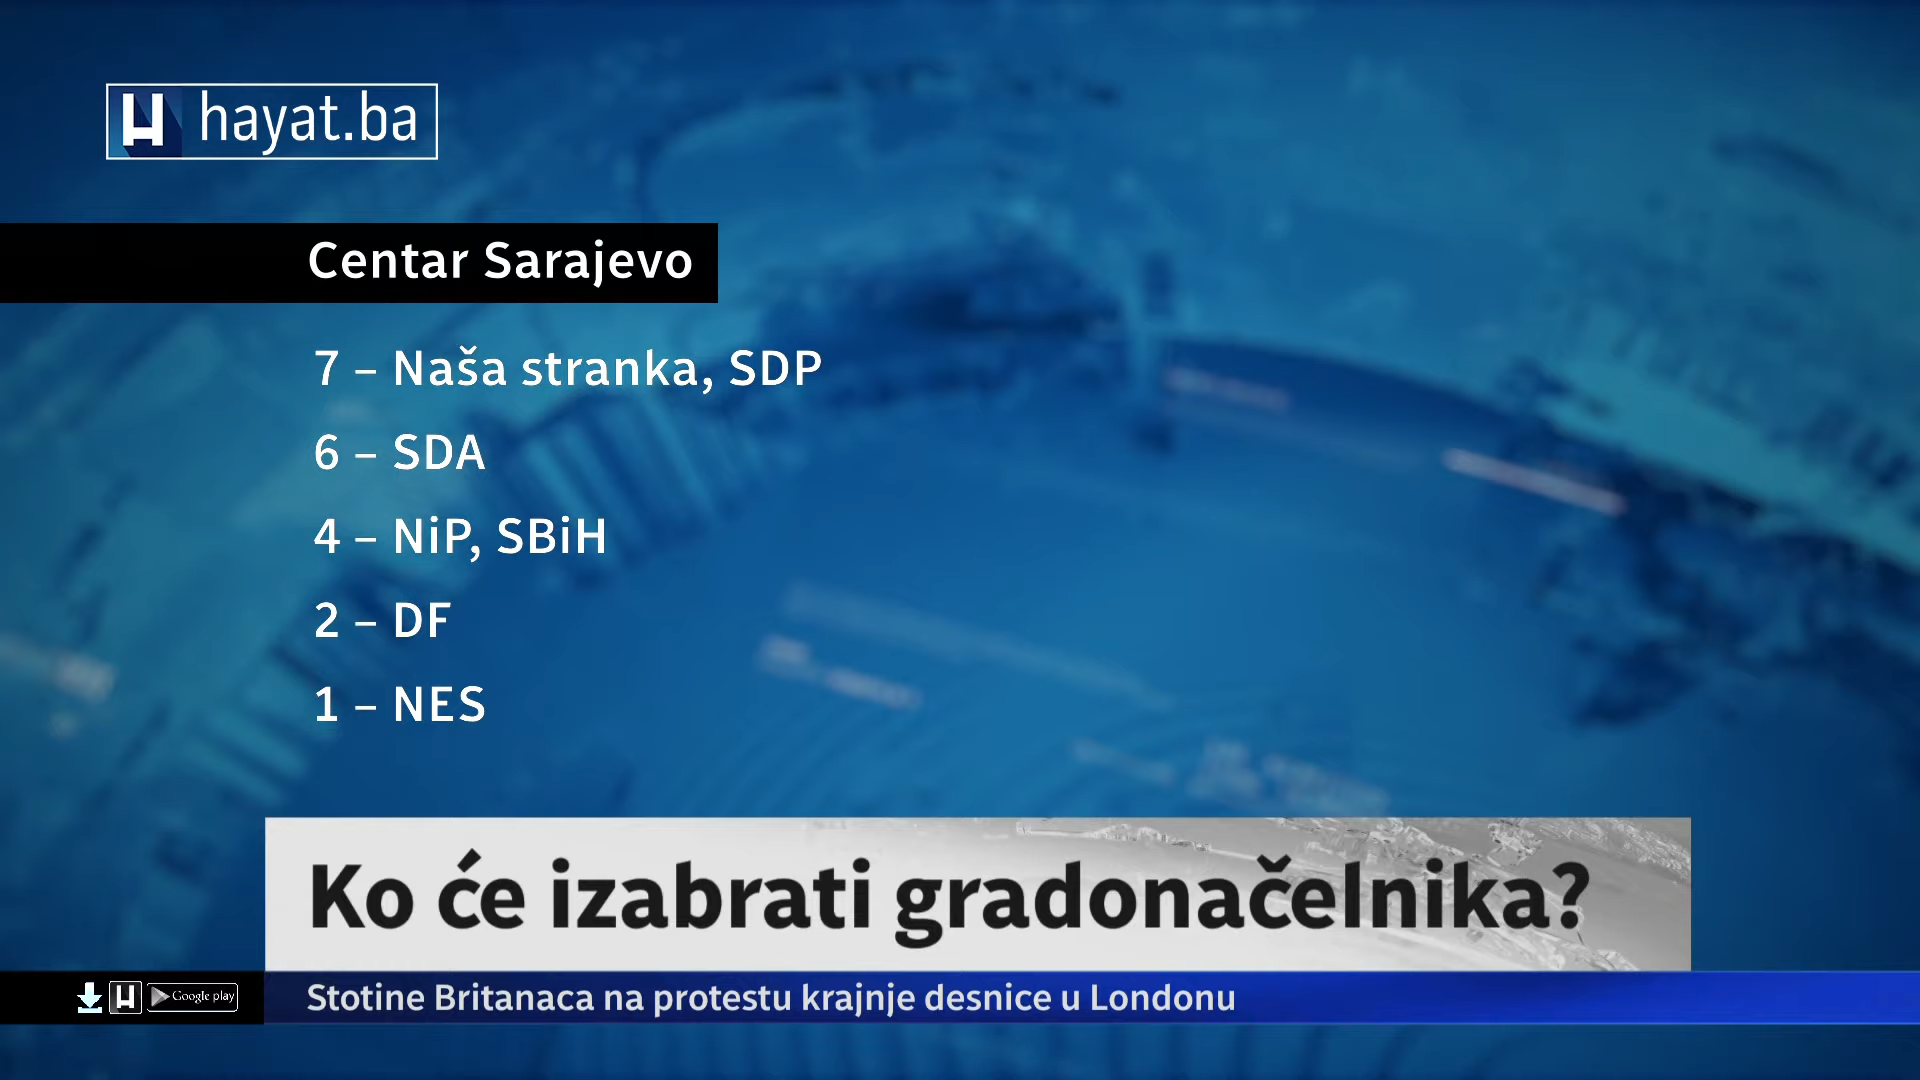 hayat.ba
Centar Sarajevo
7 – Naša stranka, SDP
6 – SDA
4 – NiP, SBiH
2 – DF
1 – NES
Ko će izabrati gradonačelnika?
Google play
Stotine Britanaca na protestu krajnje desnice u Londonu